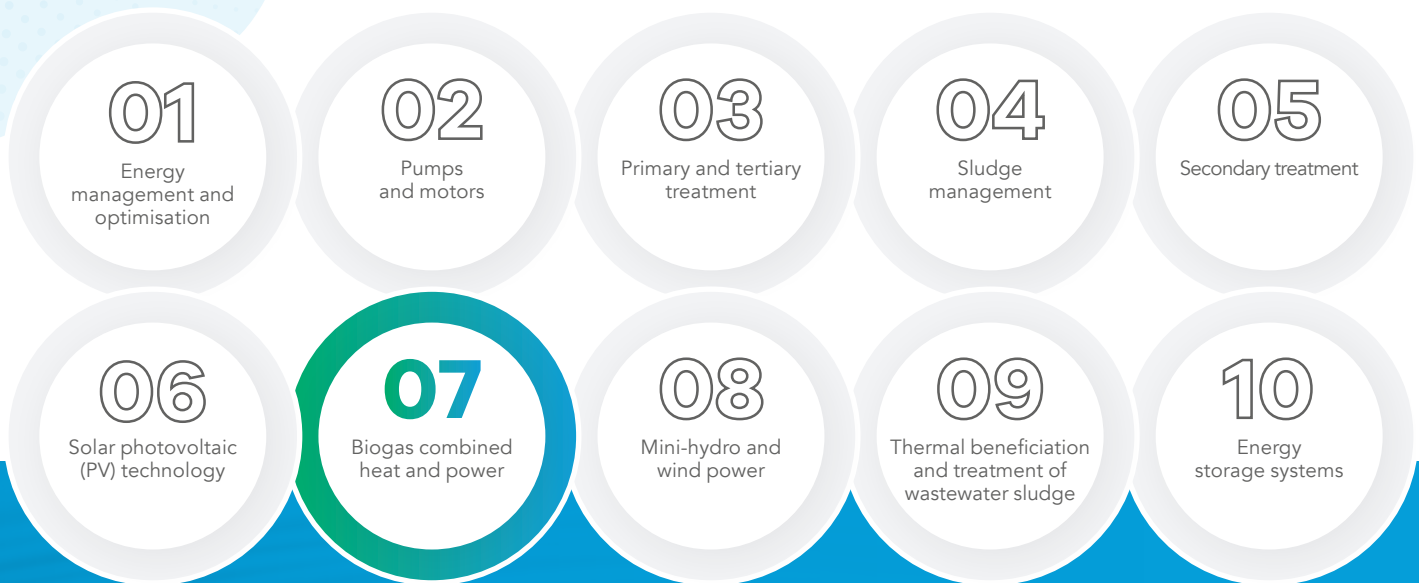 01
Energy
management and
optimisation
02
Pumps
and motors
03
Primary and tertiary
treatment
04
Sludge
management
05
Secondary treatment
06
Solar photovoltaic
(PV) technology
07
Biogas combined
heat and power
08
Mini-hydro and
wind power
09
Thermal beneficiation
and treatment of
wastewater sludge
10
Energy
storage systems